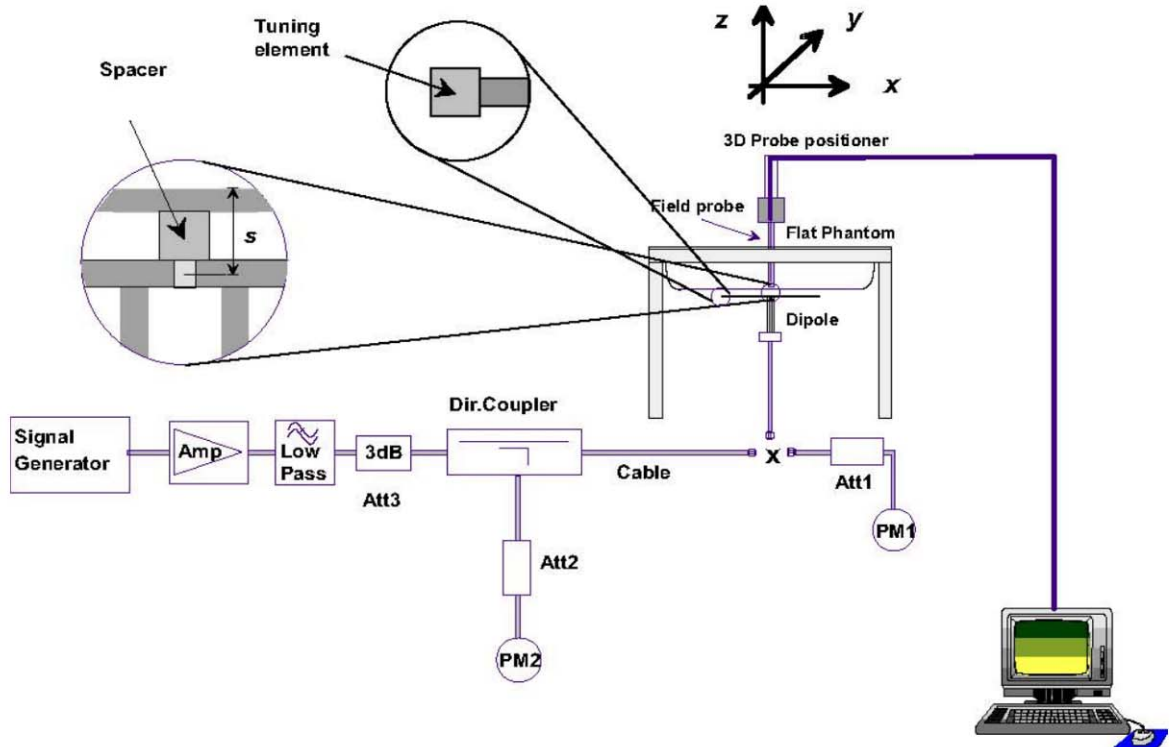 Tuning
element
Spacer
s
z
y
x
3D Probe positioner
Field probe
Flat Phantom
Dipole
Dir.Coupler
Signal
Generator
Amp
Low
Pass
3dB
Att3
Cable
x
Att1
PM1
Att2
PM2